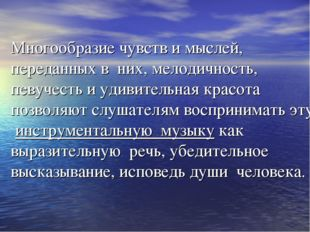 Многообразие чувств и мыслей,
переданных в  них, мелодичность,
певучесть и удивительная красота
позволяют слушателям воспринимать эту
инструментальную  музыку как
выразительную  речь, убедительное
высказывание, исповедь души  человека.